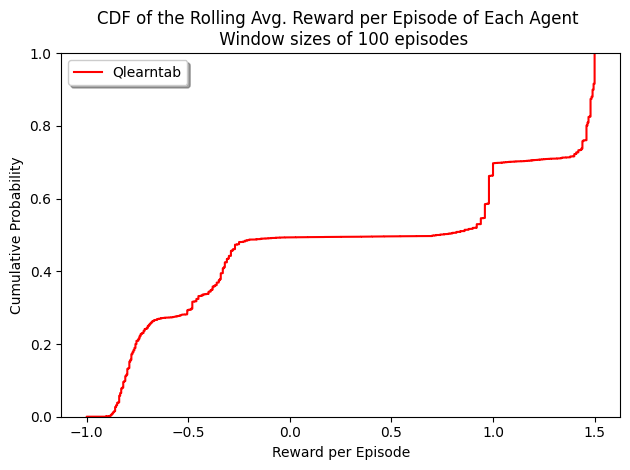 CDF of the Rolling Avg. Reward per Episode of Each Agent
Window sizes of 100 episodes
Qlearntab
Cumulative Probability
1.0
0.8
0.6
0.4
0.2
0.0
−1.0 −0.5 0.0 0.5 1.0 1.5
Reward per Episode